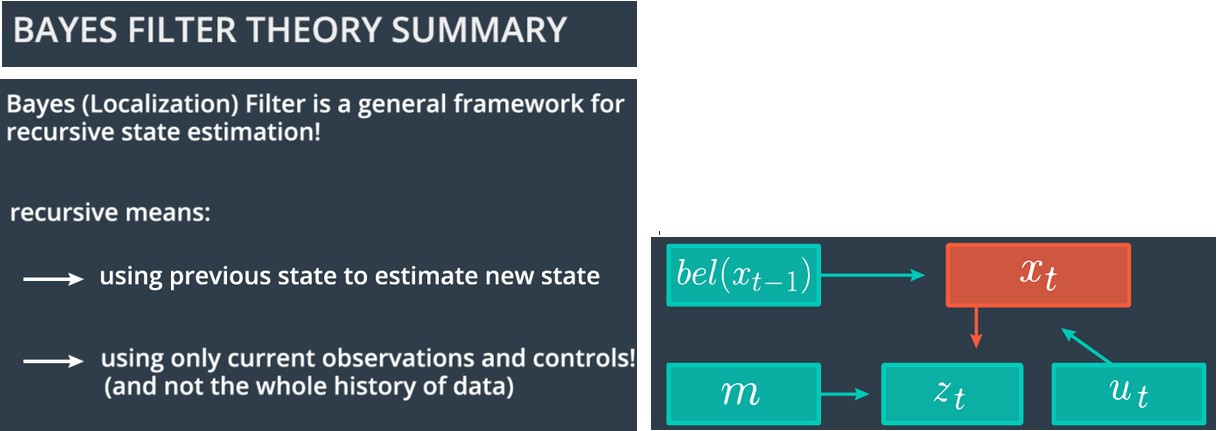 BAYES FILTER THEORY SUMMARY
Bayes (Localization) Filter is a general framework for
recursive state estimation!
recursive means:
using previous state to estimate new state
using only current observations and controls!
(and not the whole history of data)
bel(x_{t-1})
x_t
m
z_t
u_t